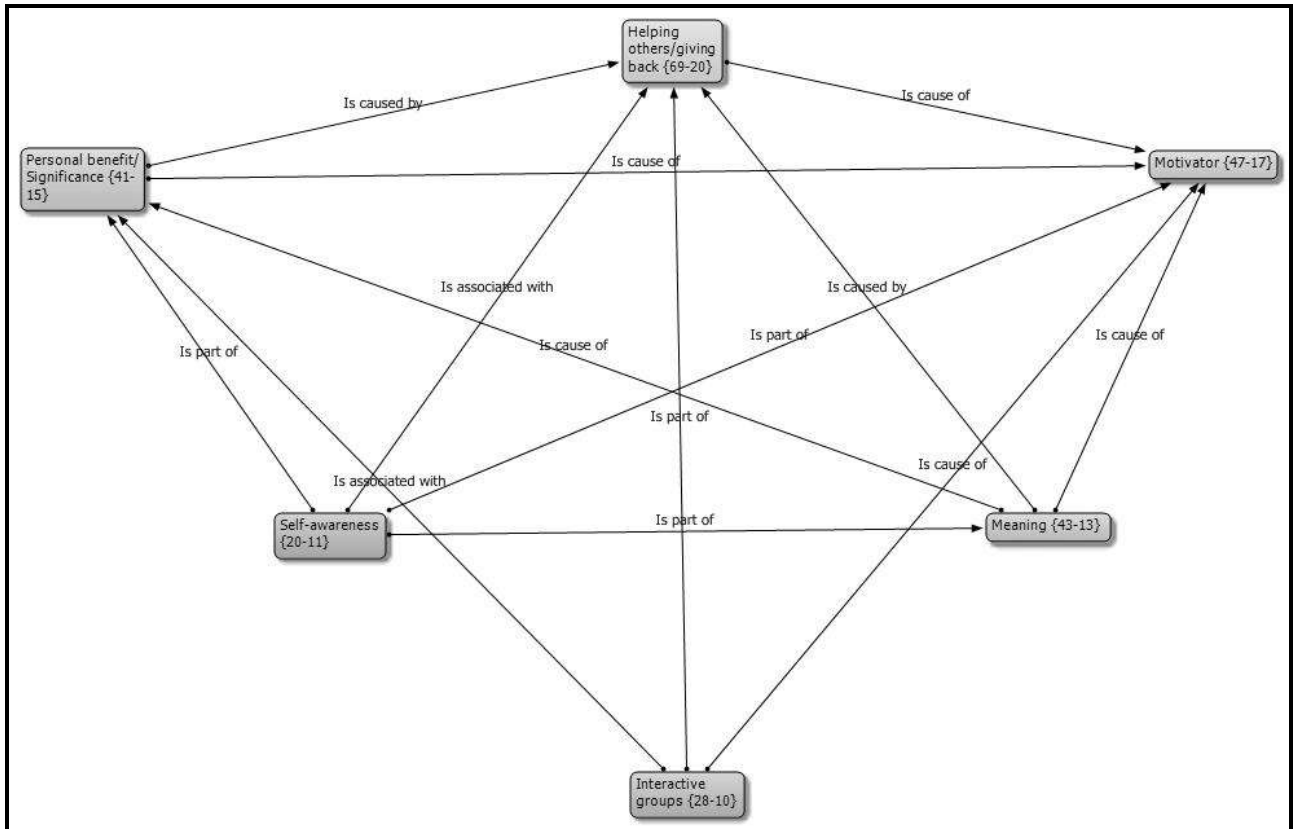 Helping
others/giving
back {69-20}
Is caused by
Is cause of
Personal benefit/
Significance {41-
15}
Is cause of
Motivator {47-17}
Is associated with
Is caused by
Is part of
Is cause of
Is part of
Is cause of
Is part of
Is associated with
Is cause of
Self-awareness
{20-11}
Is part of
Meaning {43-13}
Interactive
groups {28-10}